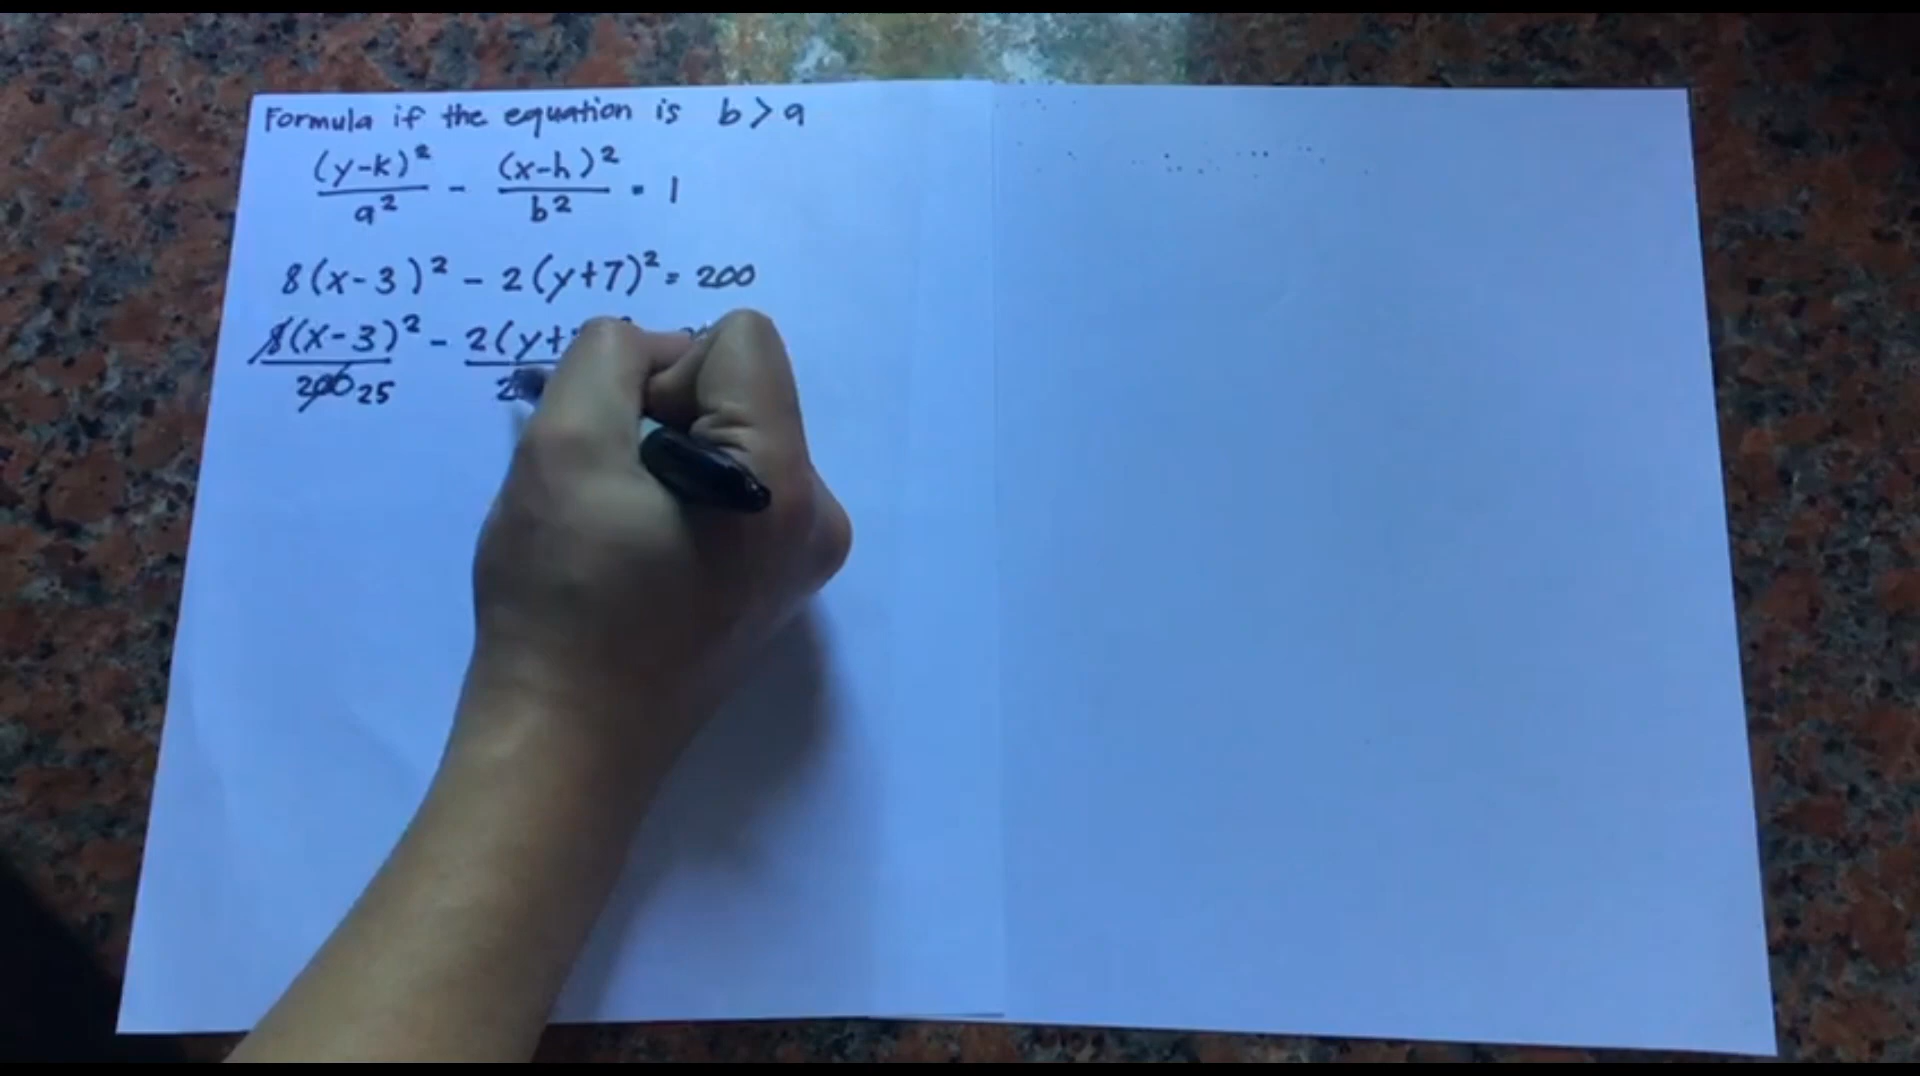 Formula if the equation is b > a
(y-k)² / a² - (x-h)² / b² = 1
8(x-3)² - 2(y+7)² = 200
8(x-3)² / 200 25 - 2(y+